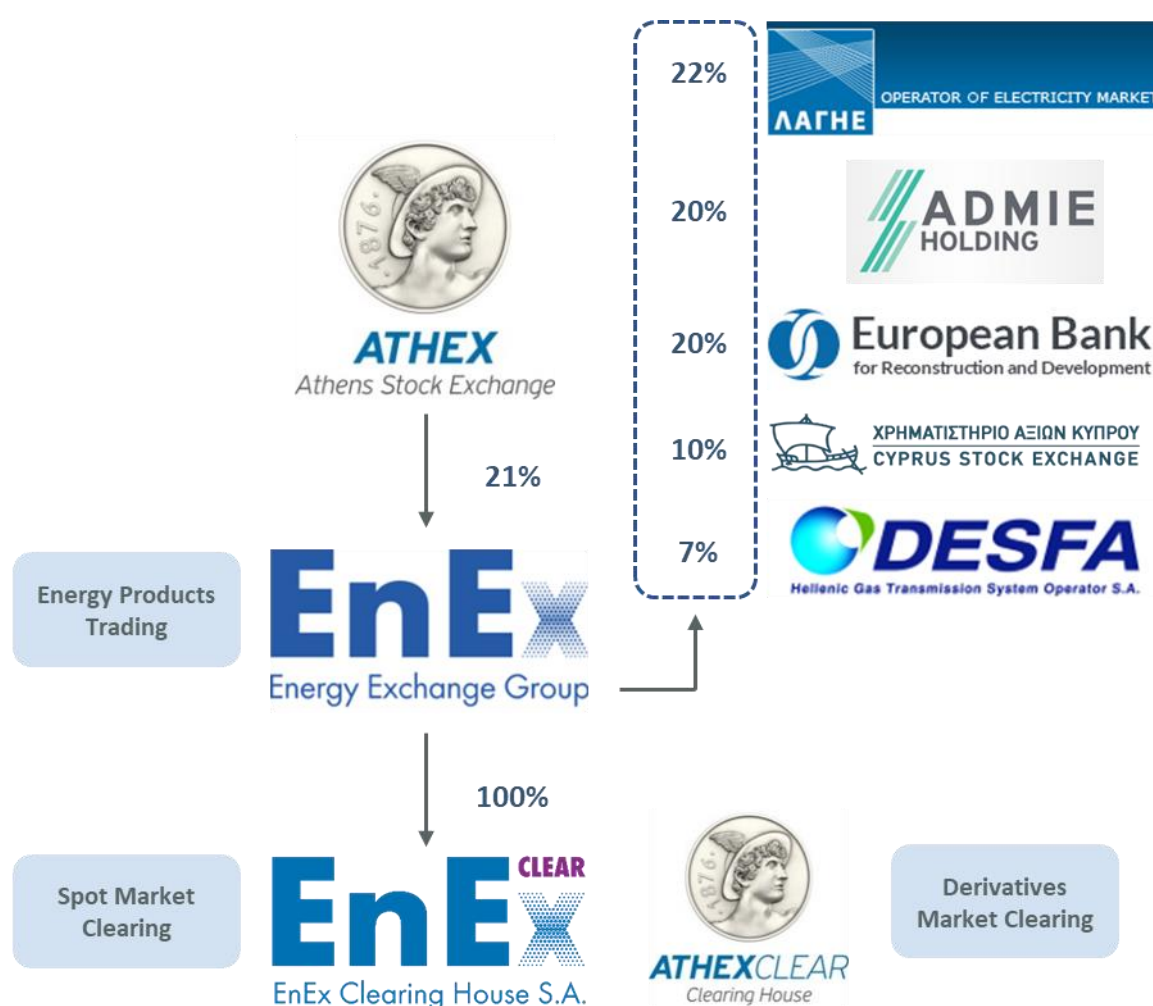 22%
ΛΑΓΗΕ
OPERATOR OF ELECTRICITY MARKET
·1876·
ATHEX
Athens Stock Exchange
20%
ADMIE
HOLDING
20%
European Bank
for Reconstruction and Development
10%
ΧΡΗΜΑΤΙΣΤΗΡΙΟ ΑΞΙΩΝ ΚΥΠΡΟΥ
CYPRUS STOCK EXCHANGE
7%
DESFA
Hellenic Gas Transmission System Operator S.A.
21%
Energy Products
Trading
EnEx
Energy Exchange Group
100%
Spot Market
Clearing
EnEx
CLEAR
EnEx Clearing House S.A.
·1876·
ATHEXCLEAR
Clearing House
Derivatives
Market Clearing